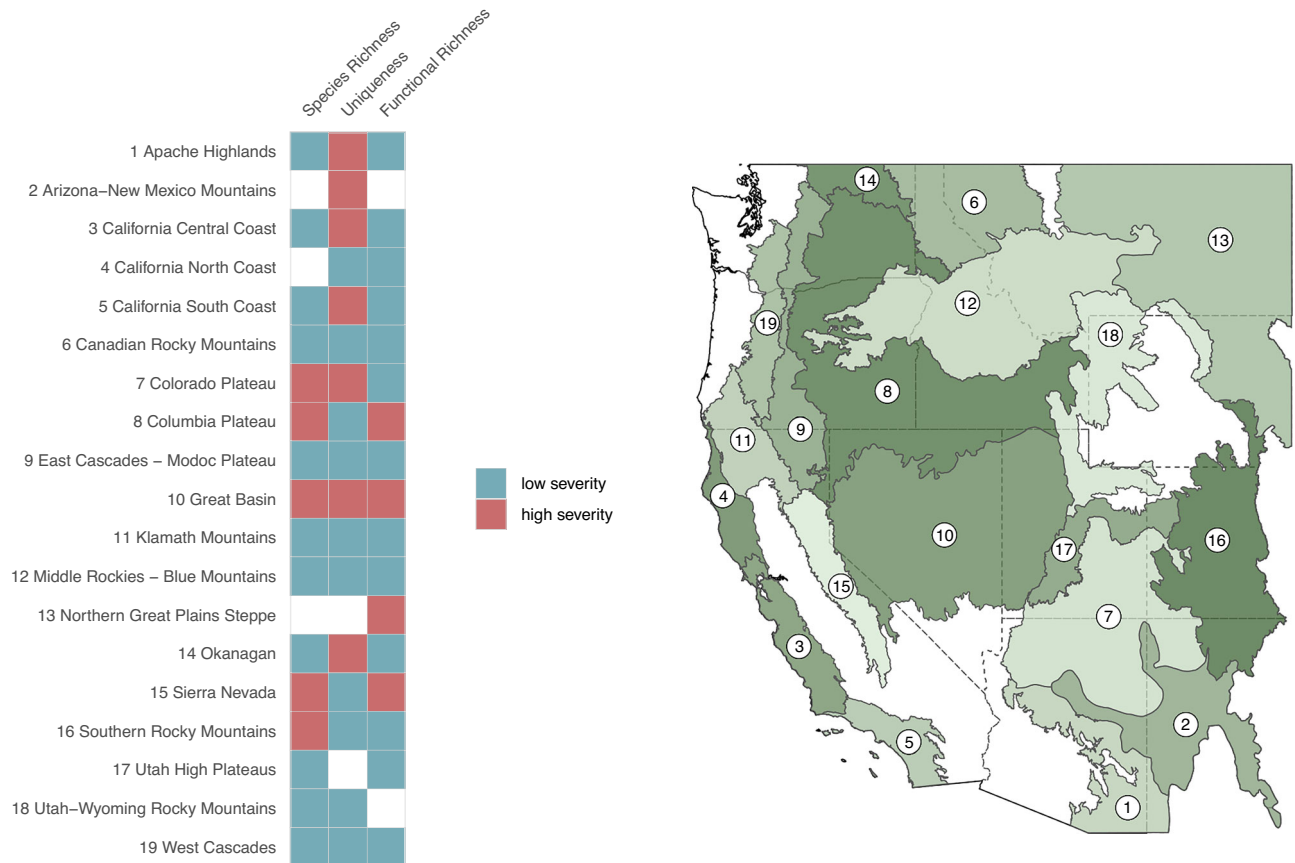 Species Richness
Uniqueness
Functional Richness
1 Apache Highlands
2 Arizona−New Mexico Mountains
3 California Central Coast
4 California North Coast
5 California South Coast
6 Canadian Rocky Mountains
7 Colorado Plateau
8 Columbia Plateau
9 East Cascades − Modoc Plateau
10 Great Basin
11 Klamath Mountains
12 Middle Rockies − Blue Mountains
13 Northern Great Plains Steppe
14 Okanagan
15 Sierra Nevada
16 Southern Rocky Mountains
17 Utah High Plateaus
18 Utah−Wyoming Rocky Mountains
19 West Cascades
low severity
high severity
14
6
13
12
19
18
8
9
11
4
10
16
17
15
7
3
2
5
1